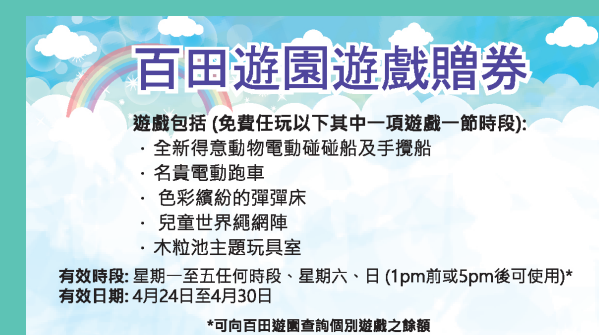 百田遊園遊戲贈券
遊戲包括 (免費任玩以下其中一項遊戲一節時段):
· 全新得意動物電動碰碰船及手攪船
· 名貴電動跑車
· 色彩繽紛的彈彈床
· 兒童世界繩網陣
· 木粒池主題玩具室
有效時段: 星期一至五任何時段、星期六、日 (1pm前或5pm後可使用)*
有效日期: 4月24日至4月30日
*可向百田遊園查詢個別遊戲之餘額